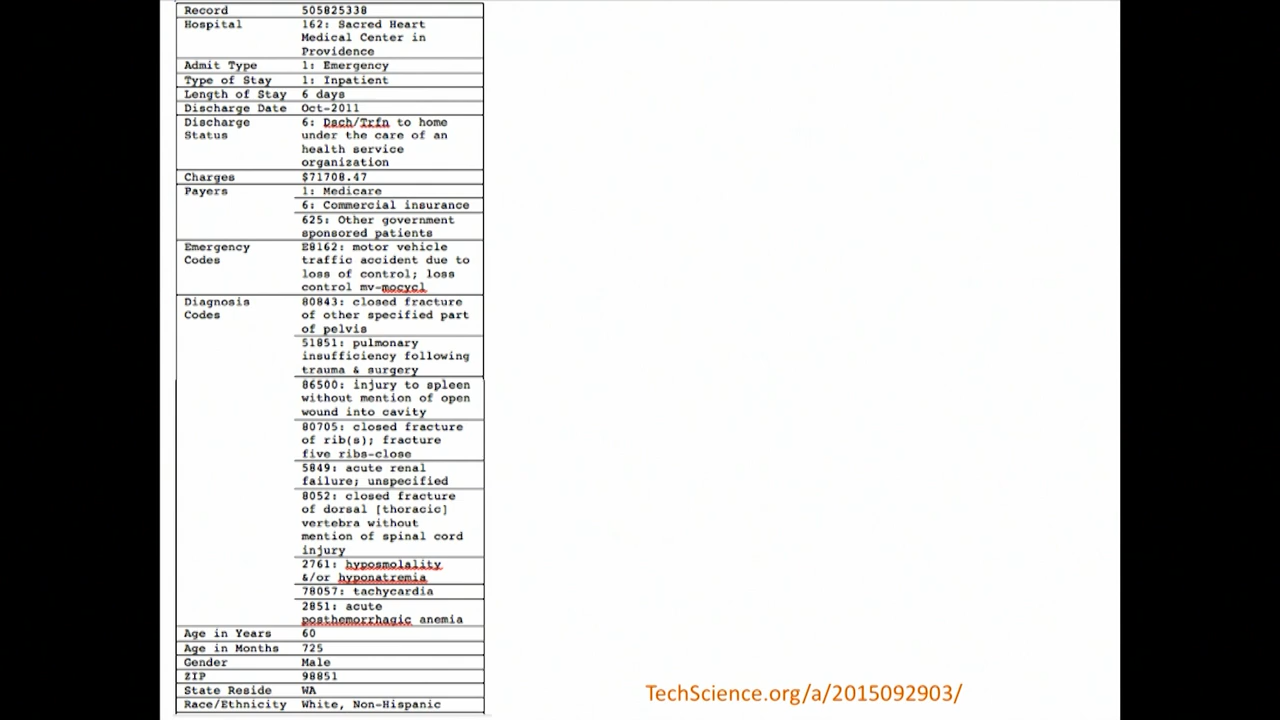 Record 505825338
Hospital 162: Sacred Heart
Medical Center in
Providence
Admit Type 1: Emergency
Type of Stay 1: Inpatient
Length of Stay 6 days
Discharge Date Oct-2011
Discharge 6: Dsch/Trfn to home
Status under the care of an
health service
organization
Charges $71708.47
Payers 1: Medicare
6: Commercial insurance
625: Other government
sponsored patients
Emergency E8162: motor vehicle
Codes traffic accident due to
loss of control; loss
control mv-mocycl
Diagnosis 80843: closed fracture
Codes of other specified part
of pelvis
51851: pulmonary
insufficiency following
trauma & surgery
86500: injury to spleen
without mention of open
wound into cavity
80705: closed fracture
of rib(s); fracture
five ribs-close
5849: acute renal
failure; unspecified
8052: closed fracture
of dorsal [thoracic]
vertebra without
mention of spinal cord
injury
2761: hyposmolality
&/or hyponatremia
78057: tachycardia
2851: acute
posthemorrhagic anemia
Age in Years 60
Age in Months 725
Gender Male
ZIP 98851
State Reside WA
Race/Ethnicity White, Non-Hispanic
TechScience.org/a/2015092903/